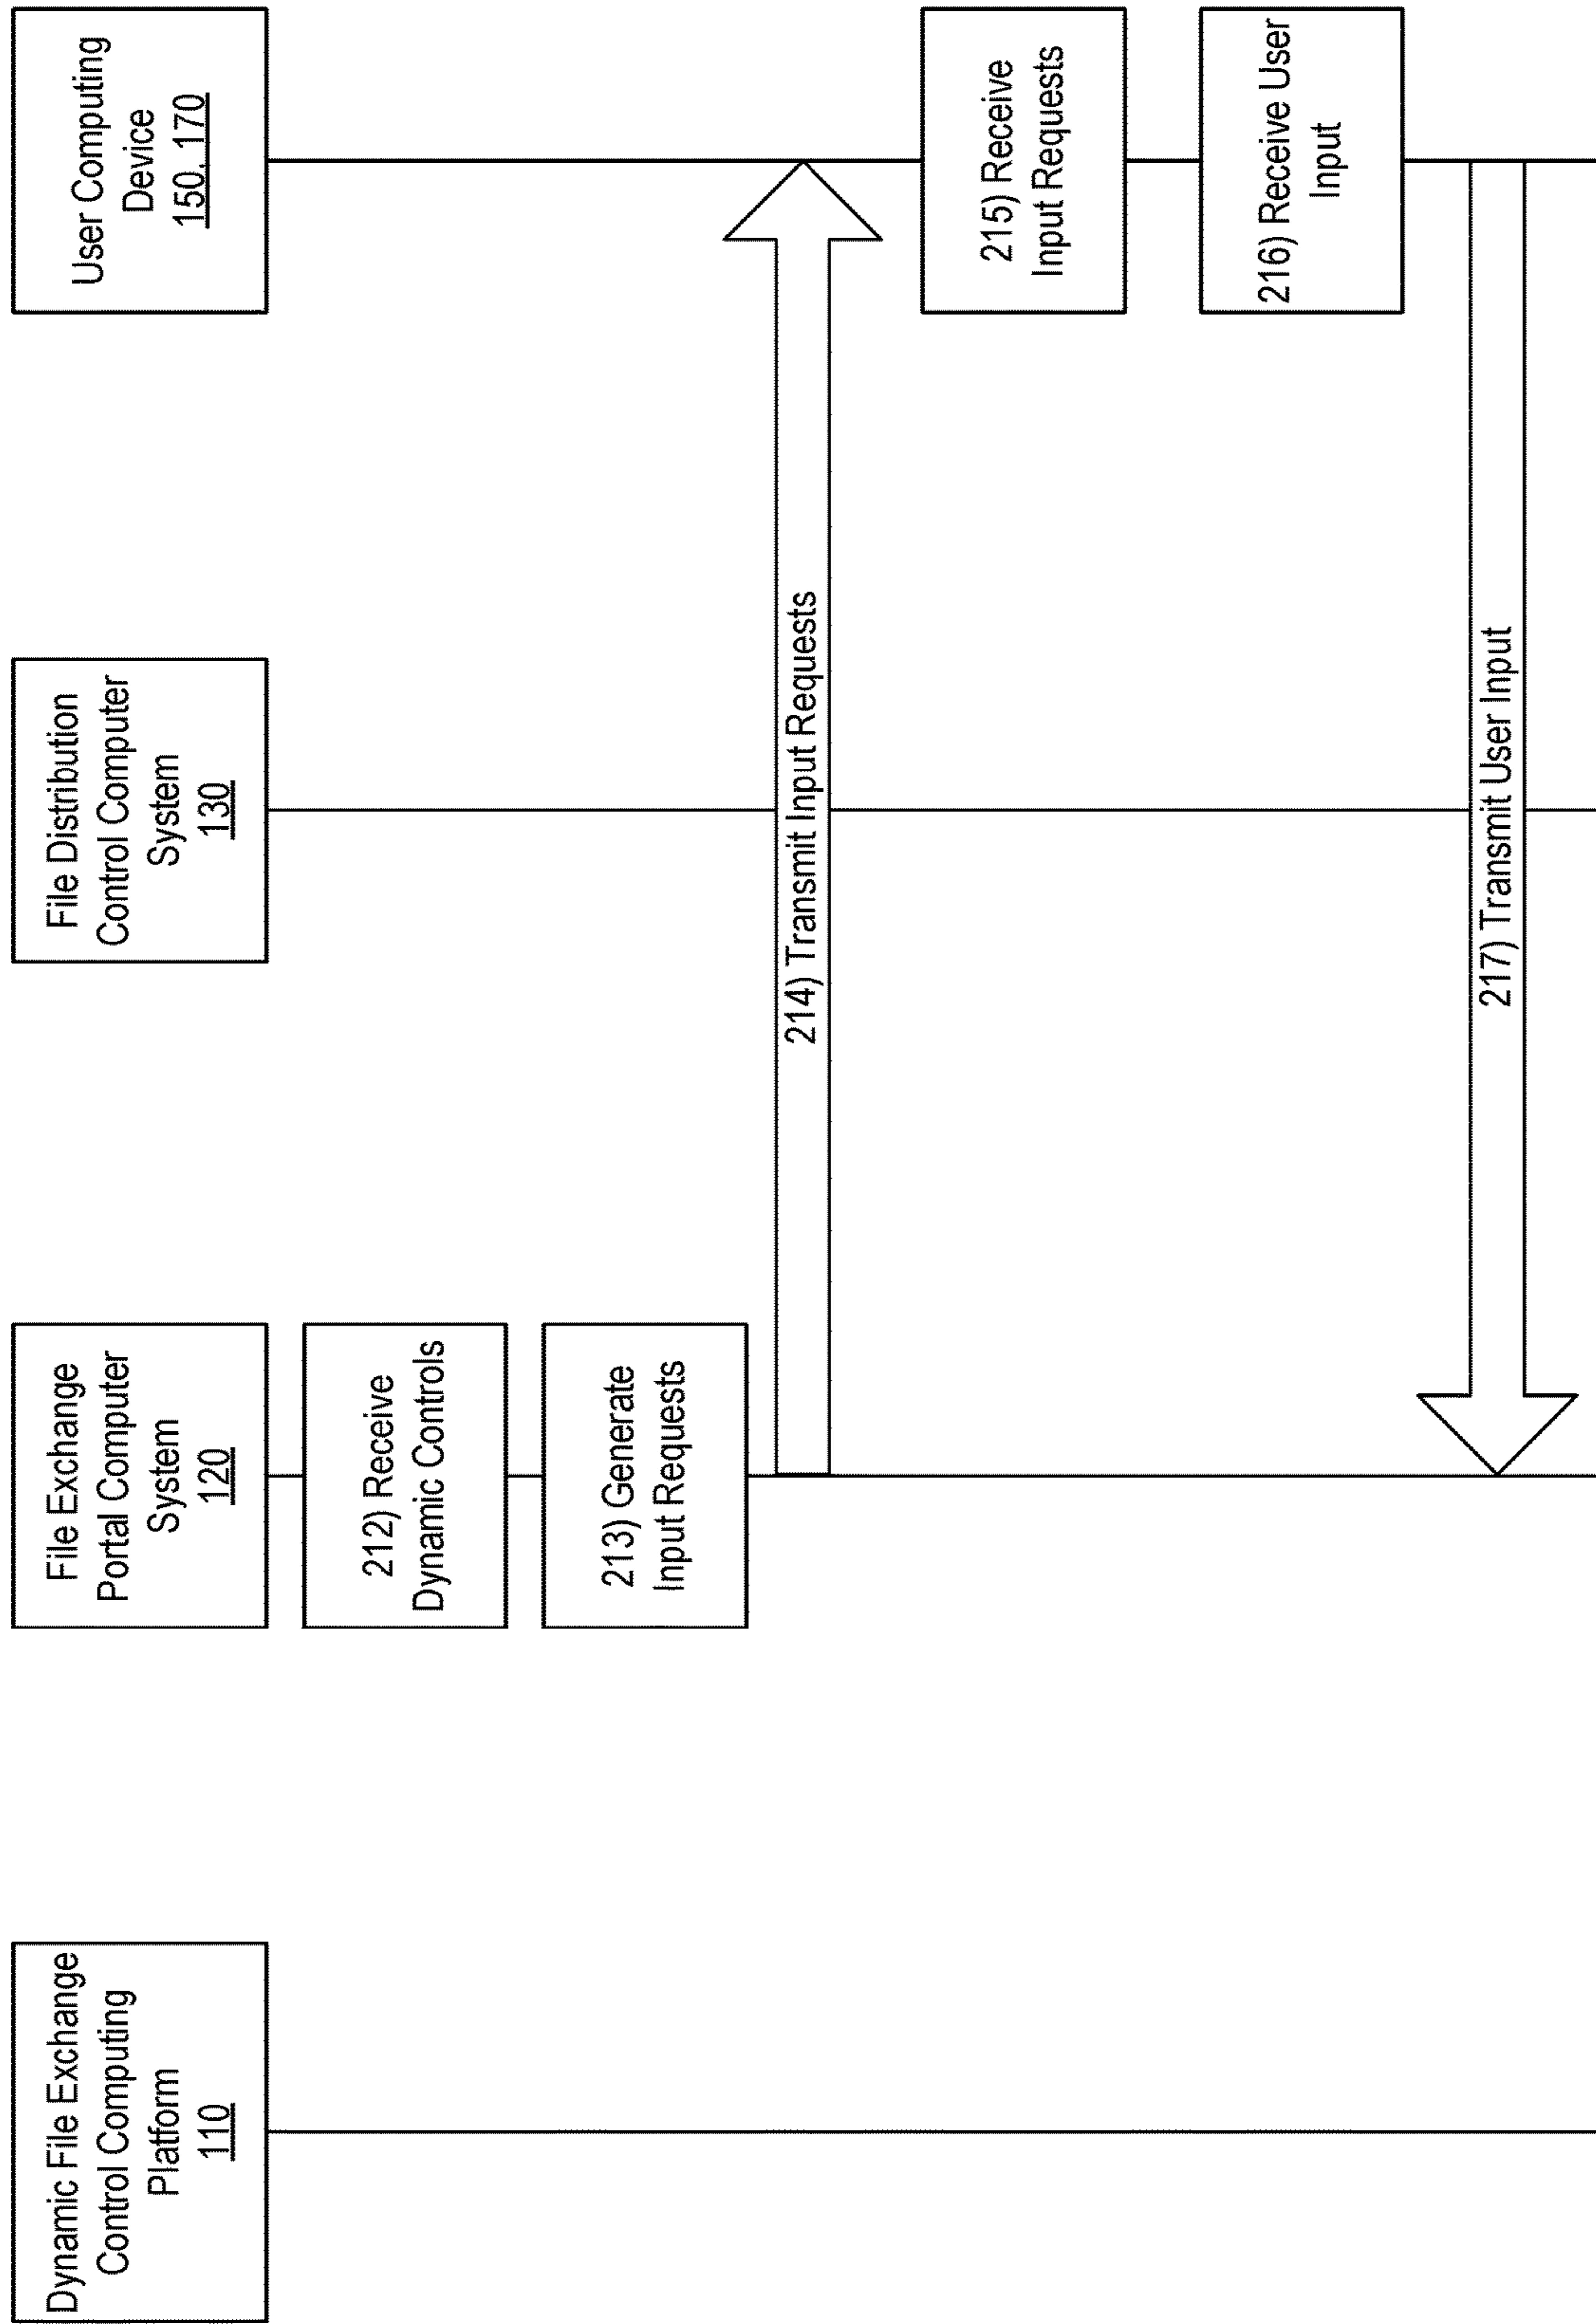 Dynamic File Exchange
Control Computing
Platform
110
File Exchange
Portal Computer
System
120
File Distribution
Control Computer
System
130
User Computing
Device
150, 170
212) Receive
Dynamic Controls
213) Generate
Input Requests
214) Transmit Input Requests
215) Receive
Input Requests
216) Receive User
Input
217) Transmit User Input